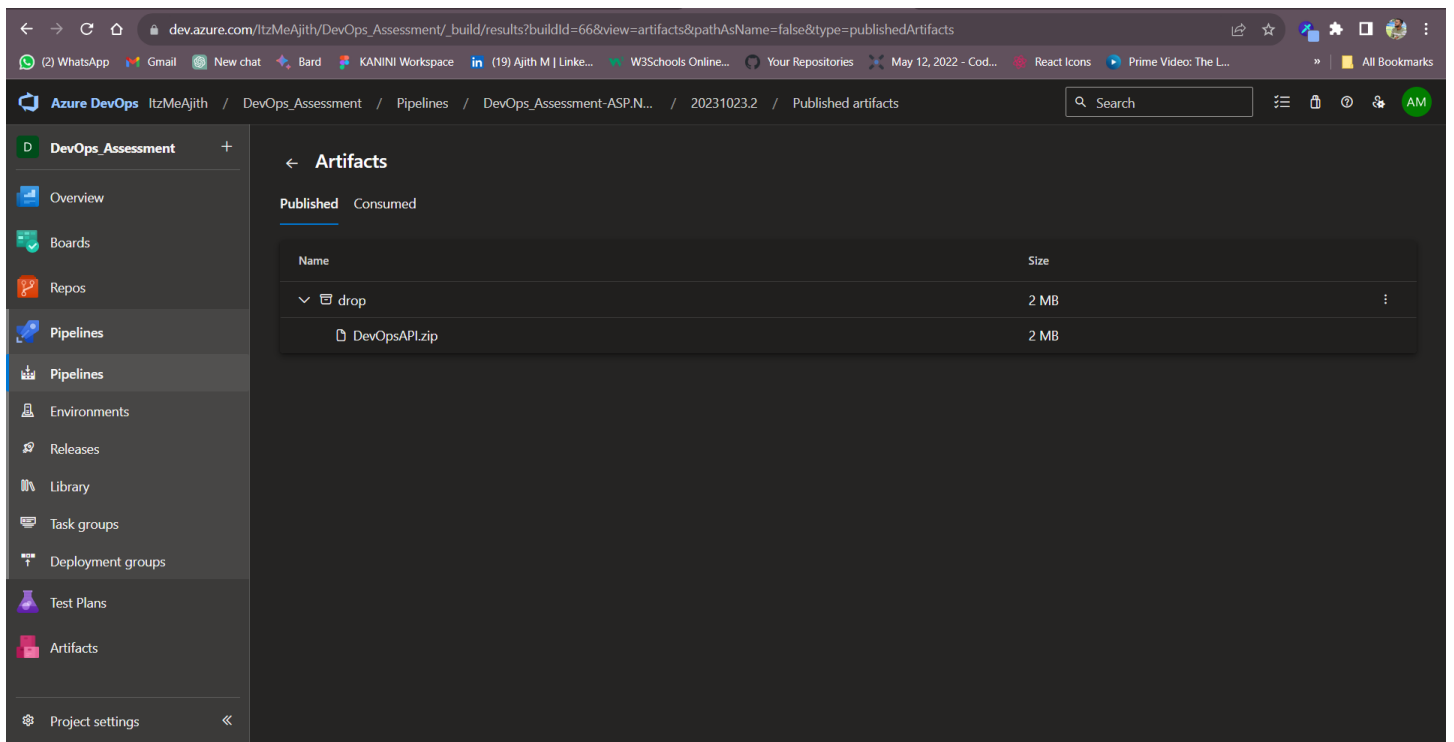 dev.azure.com/ItzMeAjith/DevOps_Assessment/_build/results?buildId=66&view=artifacts&pathAsName=false&type=publishedArtifacts
(2) WhatsApp Gmail New chat Bard KANINI Workspace (19) Ajith M | Linke... W3Schools Online... Your Repositories May 12, 2022 - Cod... React Icons Prime Video: The L... » All Bookmarks
Azure DevOps ItzMeAjith / DevOps_Assessment / Pipelines / DevOps_Assessment-ASP.N... / 20231023.2 / Published artifacts Search AM
D DevOps_Assessment +
Overview
Boards
Repos
Pipelines
Pipelines
Environments
Releases
Library
Task groups
Deployment groups
Test Plans
Artifacts
Project settings «
← Artifacts
Published Consumed
Name Size
drop 2 MB
DevOpsAPI.zip 2 MB